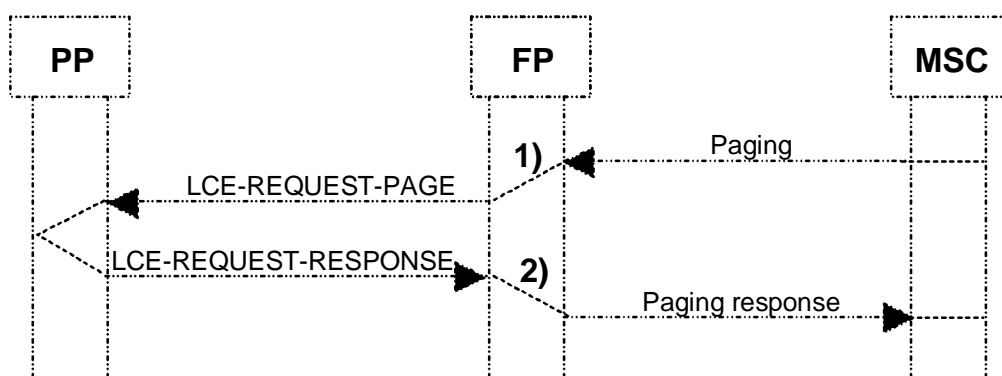 PP
FP
MSC
1)
Paging
LCE-REQUEST-PAGE
LCE-REQUEST-RESPONSE
2)
Paging response